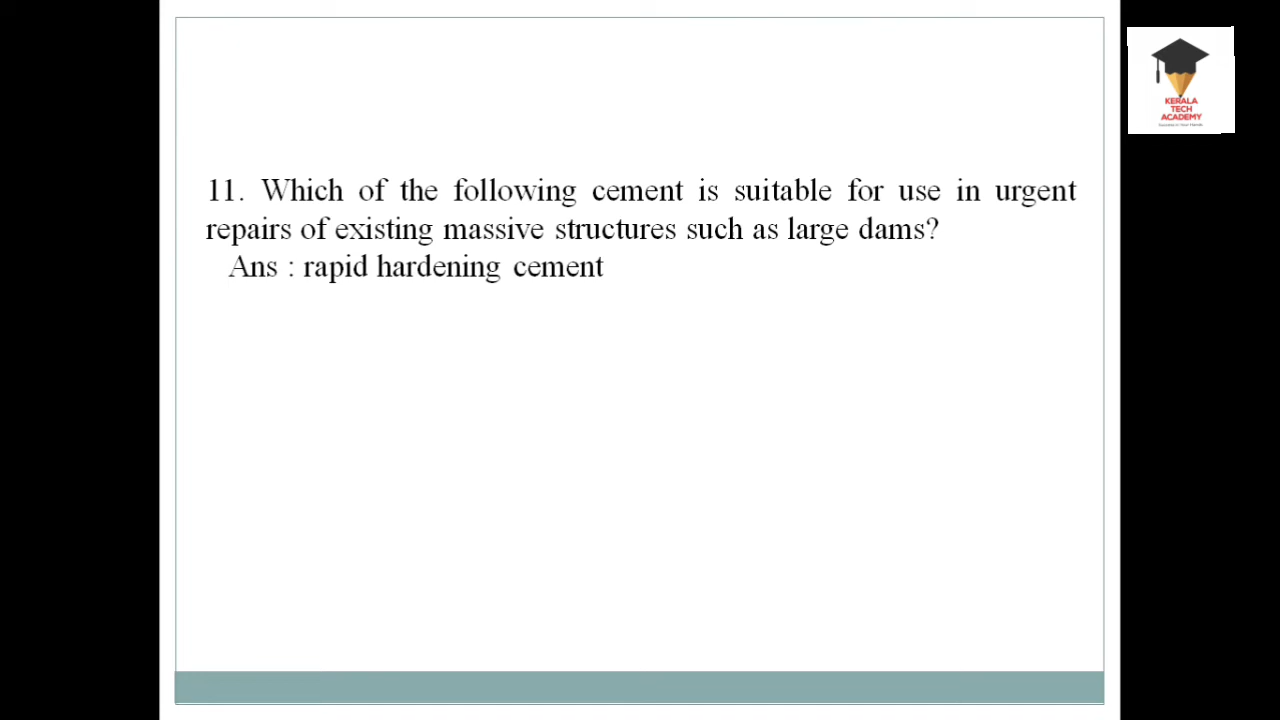 11. Which of the following cement is suitable for use in urgent
repairs of existing massive structures such as large dams?
Ans : rapid hardening cement
KERALA
TECH
ACADEMY